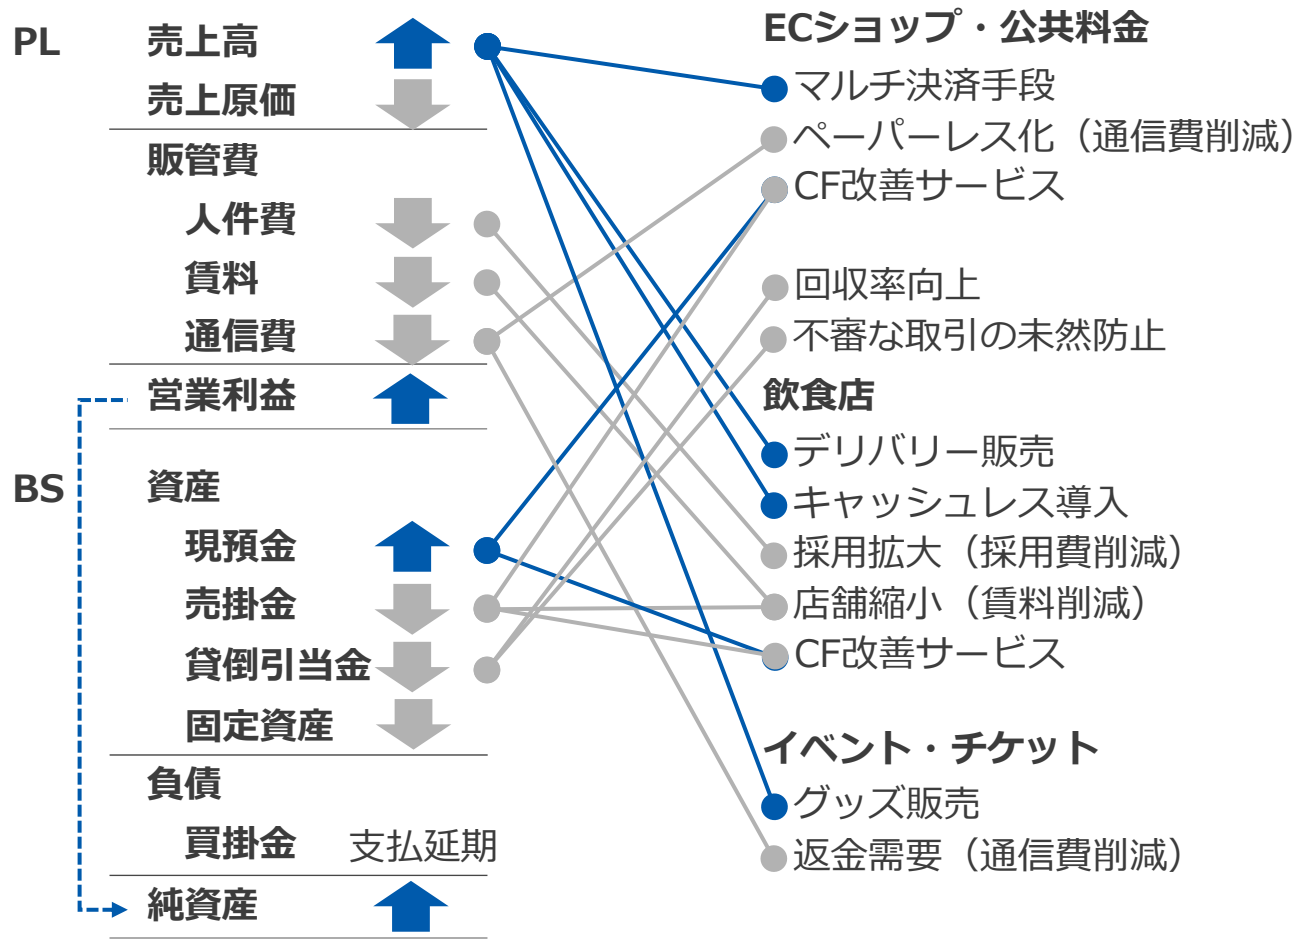 PL
売上高
売上原価
販管費
人件費
賃料
通信費
営業利益
BS
資産
現預金
売掛金
貸倒引当金
固定資産
負債
買掛金 支払延期
純資産
ECショップ・公共料金
マルチ決済手段
ペーパーレス化（通信費削減）
CF改善サービス
回収率向上
不審な取引の未然防止
飲食店
デリバリー販売
キャッシュレス導入
採用拡大（採用費削減）
店舗縮小（賃料削減）
CF改善サービス
イベント・チケット
グッズ販売
返金需要（通信費削減）